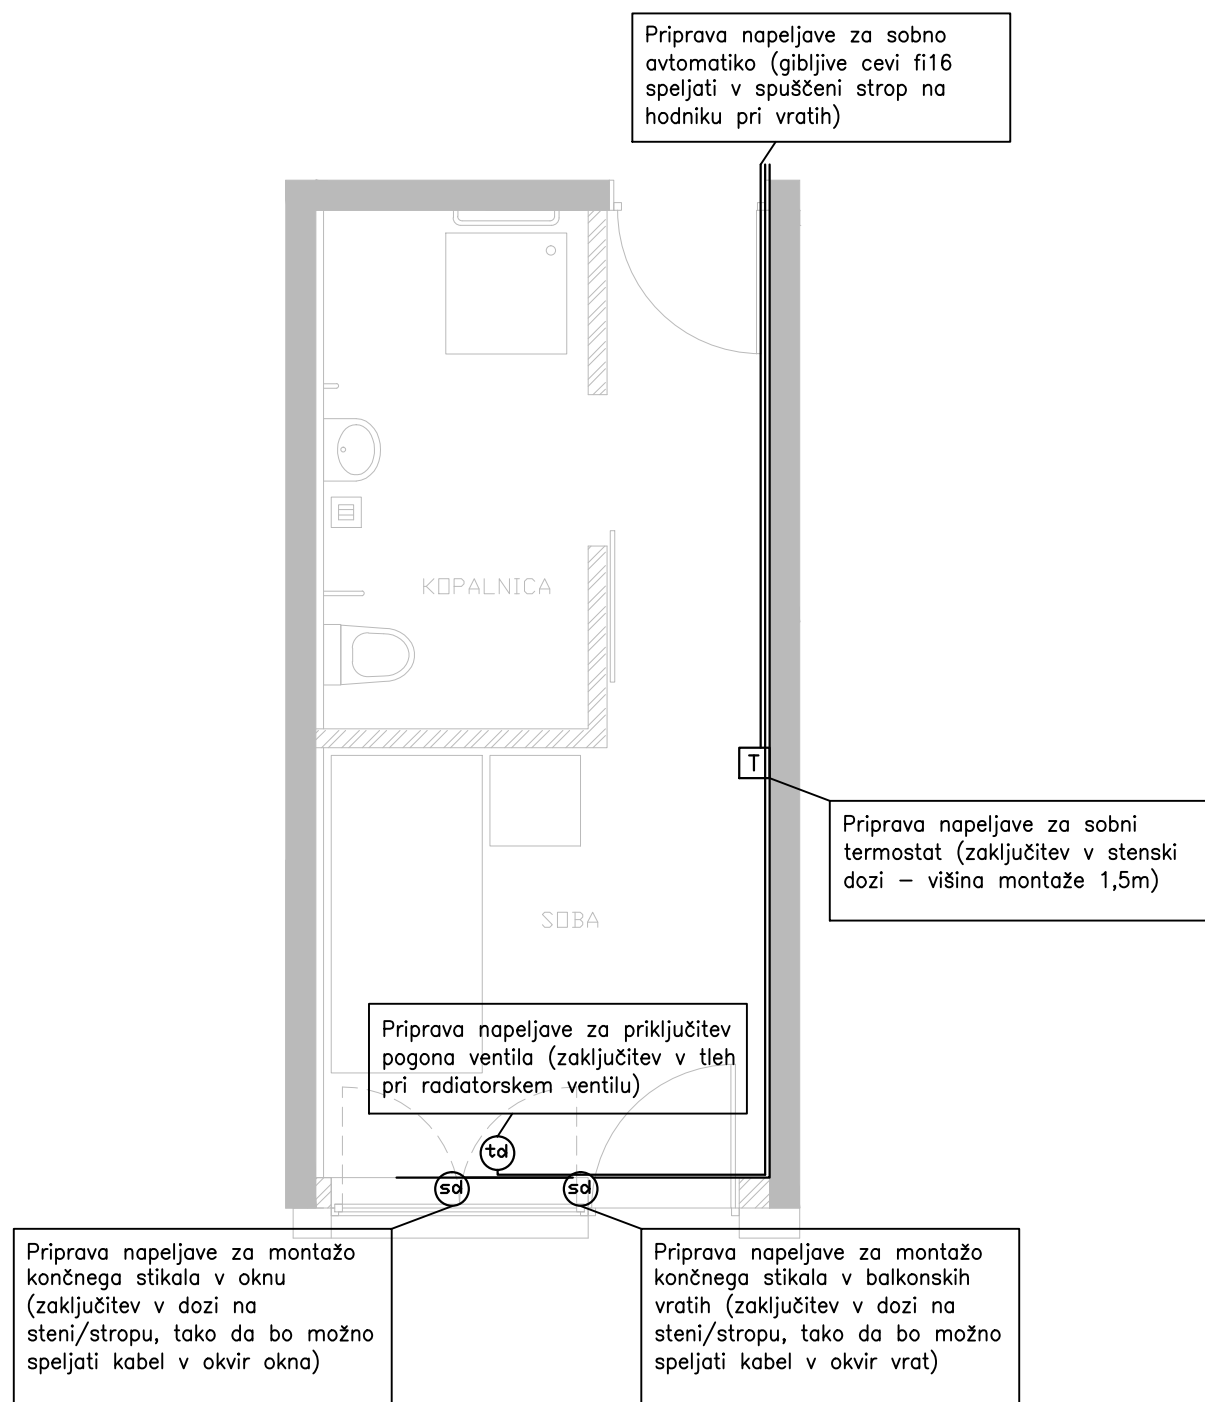 Priprava napeljave za sobno
avtomatiko (gibljive cevi fi16
speljati v spuščeni strop na
hodniku pri vratih)
KOPALNICA
T
Priprava napeljave za sobni
termostat (zaključitev v stenski
dozi – višina montaže 1,5m)
SOBA
Priprava napeljave za priključitev
pogona ventila (zaključitev v tleh
pri radiatorskem ventilu)
td
sd
sd
Priprava napeljave za montažo
končnega stikala v oknu
(zaključitev v dozi na
steni/stropu, tako da bo možno
speljati kabel v okvir okna)
Priprava napeljave za montažo
končnega stikala v balkonskih
vratih (zaključitev v dozi na
steni/stropu, tako da bo možno
speljati kabel v okvir vrat)